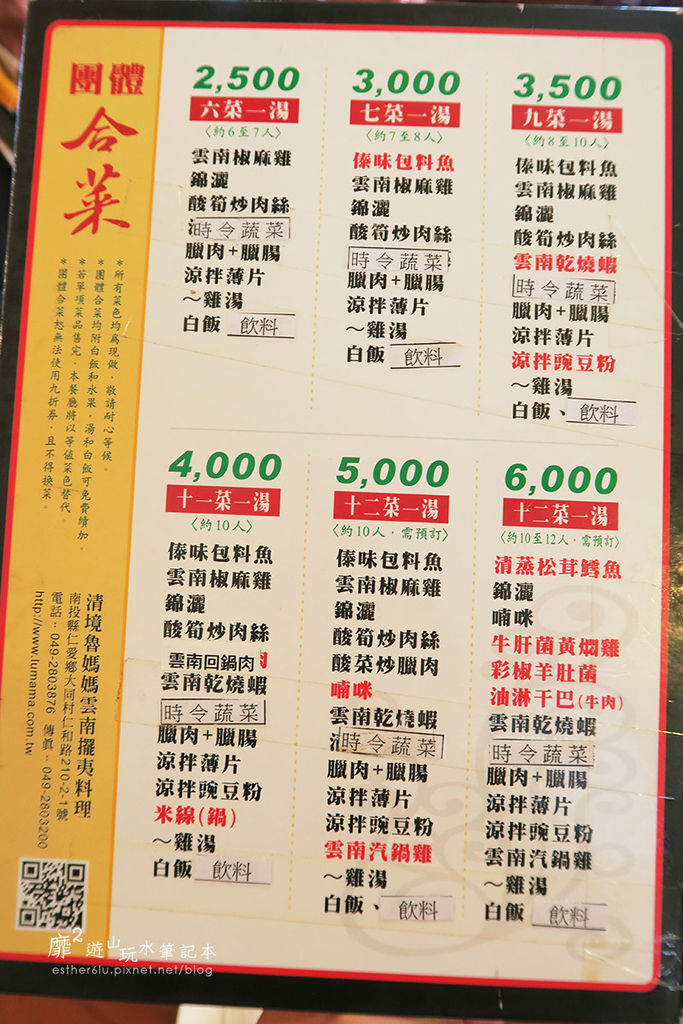 團體
合菜
＊所有菜色均為現做，敬請耐心等候。
＊團體合菜均附白飯和水果，湯和白飯可免費續加。
＊若單項菜品售完，本餐廳將以等值菜色替代。
＊團體合菜恕無法使用九折券，且不得換菜。
清境魯媽媽雲南擺夷料理
南投縣仁愛鄉大同村仁和路210-2-1號
電話：049-2803876 傳真：049-2803200
http://www.lumama.com.tw
2,500
六菜一湯
〈約6至7人〉
雲南椒麻雞
錦灑
酸筍炒肉絲
時令蔬菜
臘肉+臘腸
涼拌薄片
～雞湯
白飯 飲料
3,000
七菜一湯
〈約7至8人〉
傣味包料魚
雲南椒麻雞
錦灑
酸筍炒肉絲
時令蔬菜
臘肉+臘腸
涼拌薄片
～雞湯
白飯 飲料
3,500
九菜一湯
〈約8至10人〉
傣味包料魚
雲南椒麻雞
錦灑
酸筍炒肉絲
雲南乾燒蝦
時令蔬菜
臘肉+臘腸
涼拌薄片
涼拌豌豆粉
～雞湯
白飯、飲料
4,000
十一菜一湯
〈約10人〉
傣味包料魚
雲南椒麻雞
錦灑
酸筍炒肉絲
雲南回鍋肉
雲南乾燒蝦
時令蔬菜
臘肉+臘腸
涼拌薄片
涼拌豌豆粉
米線(鍋)
～雞湯
白飯 飲料
5,000
十二菜一湯
〈約10人，需預訂〉
傣味包料魚
雲南椒麻雞
錦灑
酸筍炒肉絲
酸菜炒臘肉
喃咪
雲南乾燒蝦
時令蔬菜
臘肉+臘腸
涼拌薄片
涼拌豌豆粉
雲南汽鍋雞
～雞湯
白飯、飲料
6,000
十二菜一湯
〈約10至12人，需預訂〉
清蒸松茸鱈魚
錦灑
喃咪
牛肝菌黃燜雞
彩椒羊肚菌
油淋干巴(牛肉)
雲南乾燒蝦
時令蔬菜
臘肉+臘腸
涼拌薄片
涼拌豌豆粉
雲南汽鍋雞
～雞湯
白飯 飲料
靡2遊山玩水筆記本
esther6lu.pixnet.net/blog